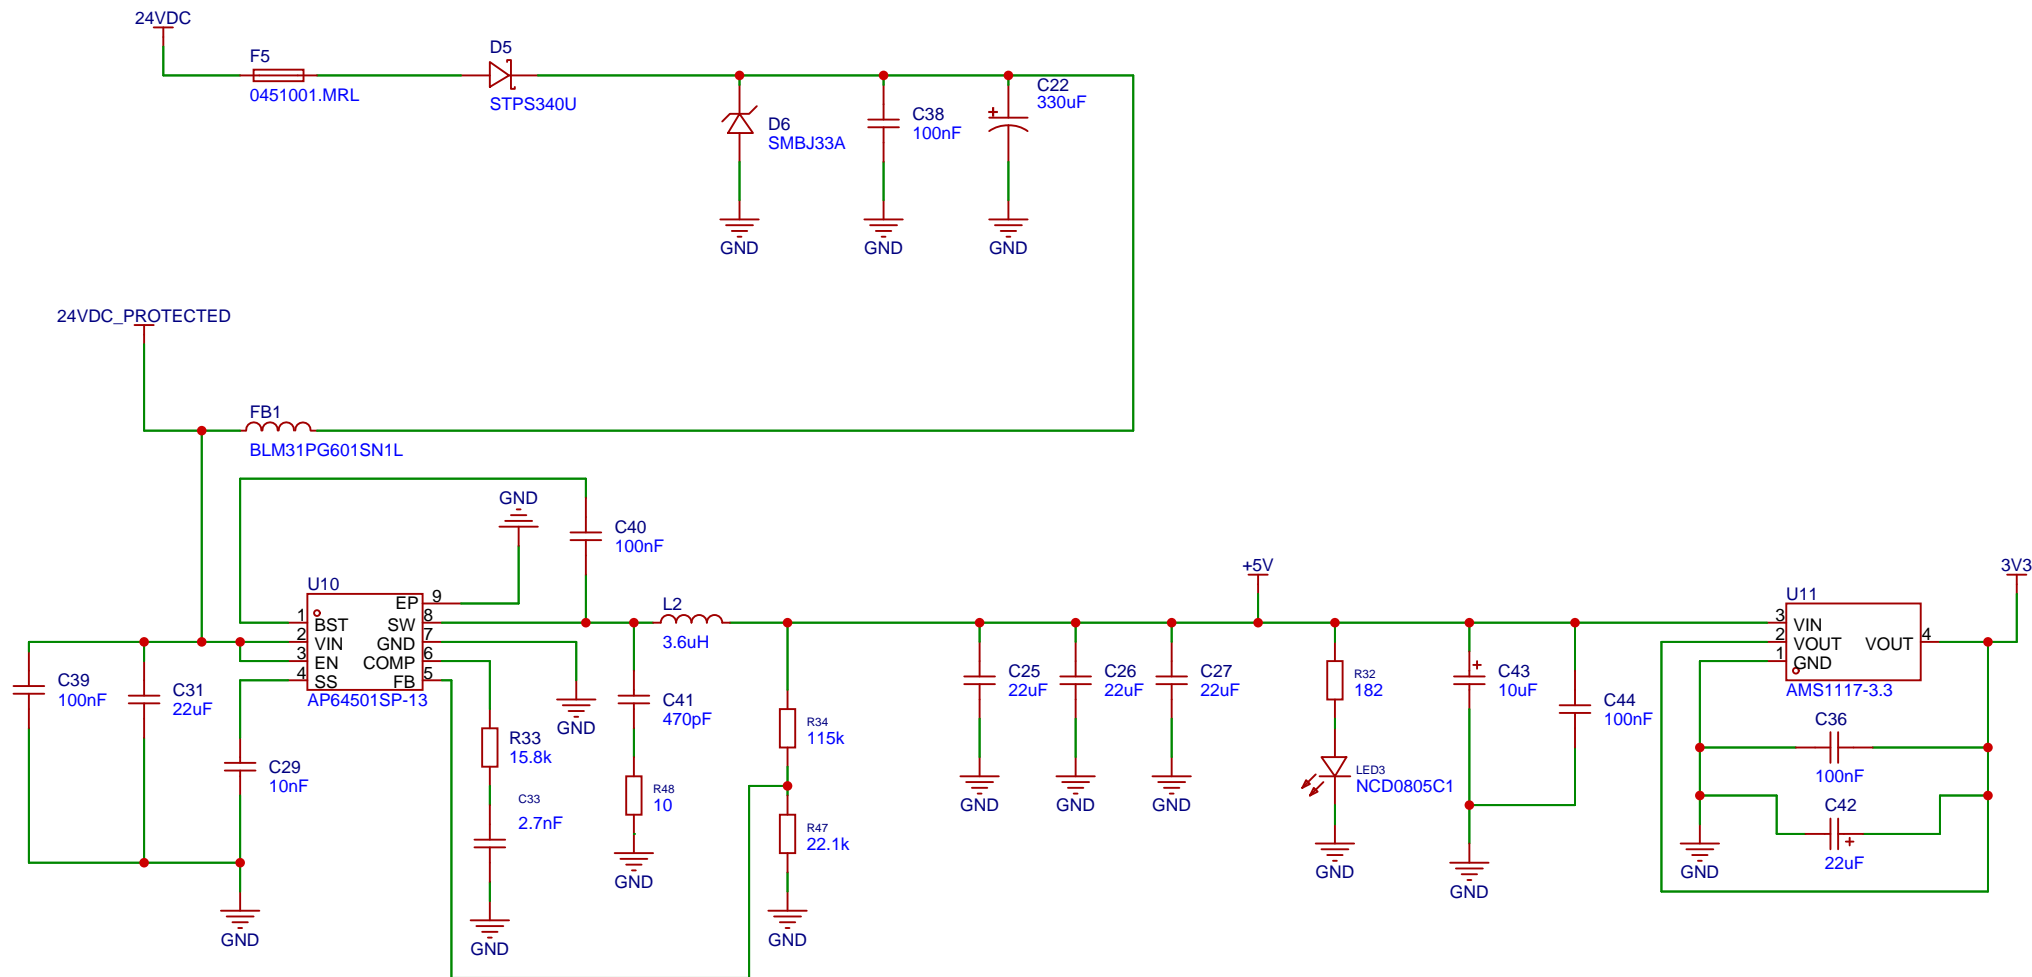 24VDC
F5
0451001.MRL
D5
STPS340U
D6
SMBJ33A
C38
100nF
C22
330uF
GND
GND
GND
24VDC_PROTECTED
FB1
BLM31PG601SN1L
GND
C40
100nF
U10
1
BST
2
VIN
3
EN
4
SS
EP
9
SW
8
GND
7
COMP
6
FB
5
AP64501SP-13
C39
100nF
C31
22uF
C29
10nF
GND
R33
15.8k
C33
2.7nF
GND
GND
C41
470pF
R48
10
GND
L2
3.6uH
R34
115k
R47
22.1k
GND
C25
22uF
GND
C26
22uF
GND
C27
22uF
GND
+5V
R32
182
LED3
NCD0805C1
GND
C43
10uF
GND
C44
100nF
U11
3
VIN
2
VOUT
1
GND
VOUT
4
AMS1117-3.3
3V3
C36
100nF
C42
22uF
GND